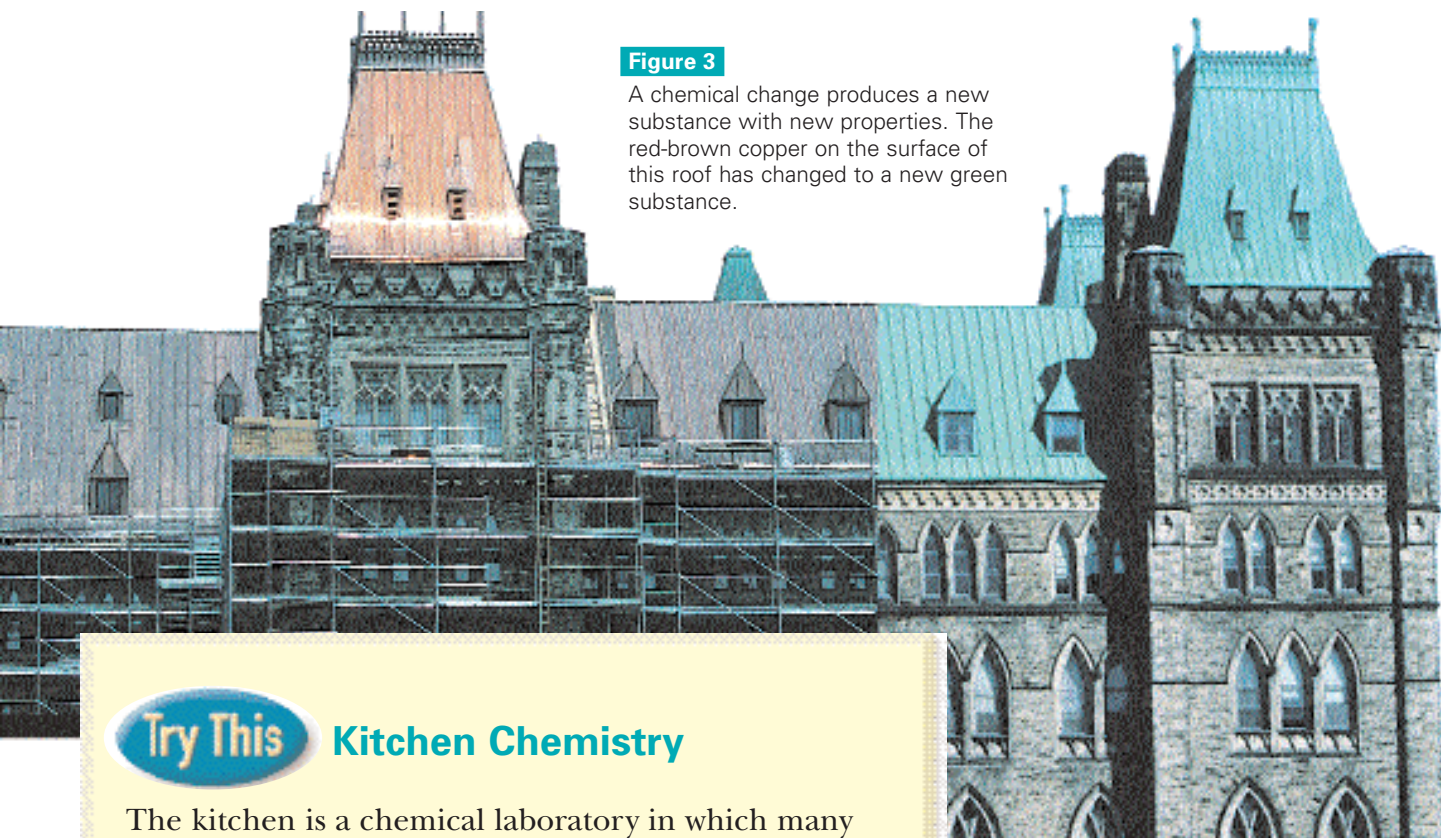 Figure 3
A chemical change produces a new
substance with new properties. The
red-brown copper on the surface of
this roof has changed to a new green
substance.
Try This
Kitchen Chemistry
The kitchen is a chemical laboratory in which many